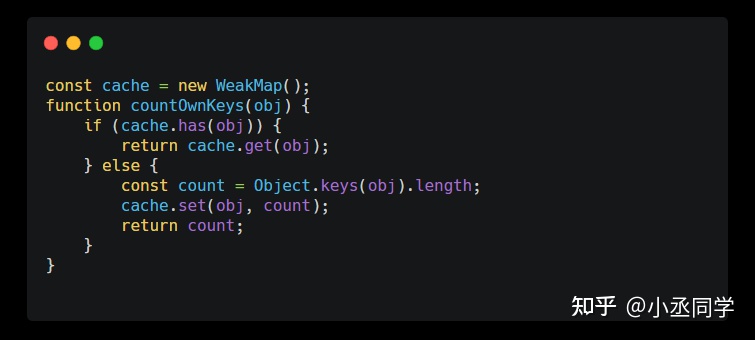 const cache = new WeakMap();
function countOwnKeys(obj) {
    if (cache.has(obj)) {
        return cache.get(obj);
    } else {
        const count = Object.keys(obj).length;
        cache.set(obj, count);
        return count;
    }
}
知乎 @小丞同学